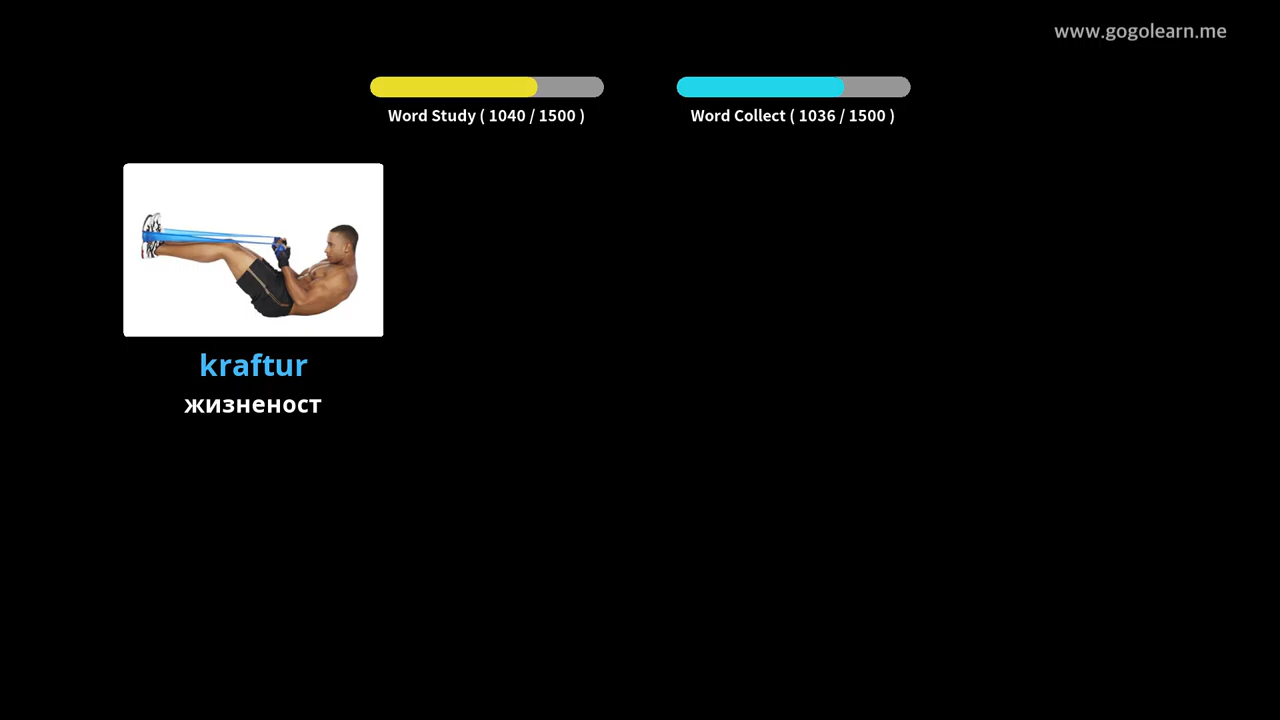 www.gogolearn.me
Word Study ( 1040 / 1500 )
Word Collect ( 1036 / 1500 )
kraftur
жизненост